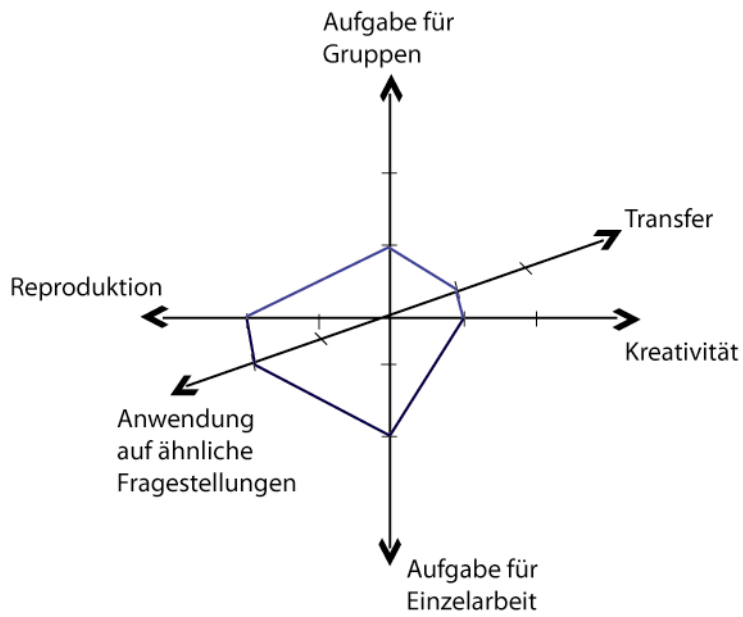 Aufgabe für
Gruppen
Transfer
Reproduktion
Kreativität
Anwendung
auf ähnliche
Fragestellungen
Aufgabe für
Einzelarbeit